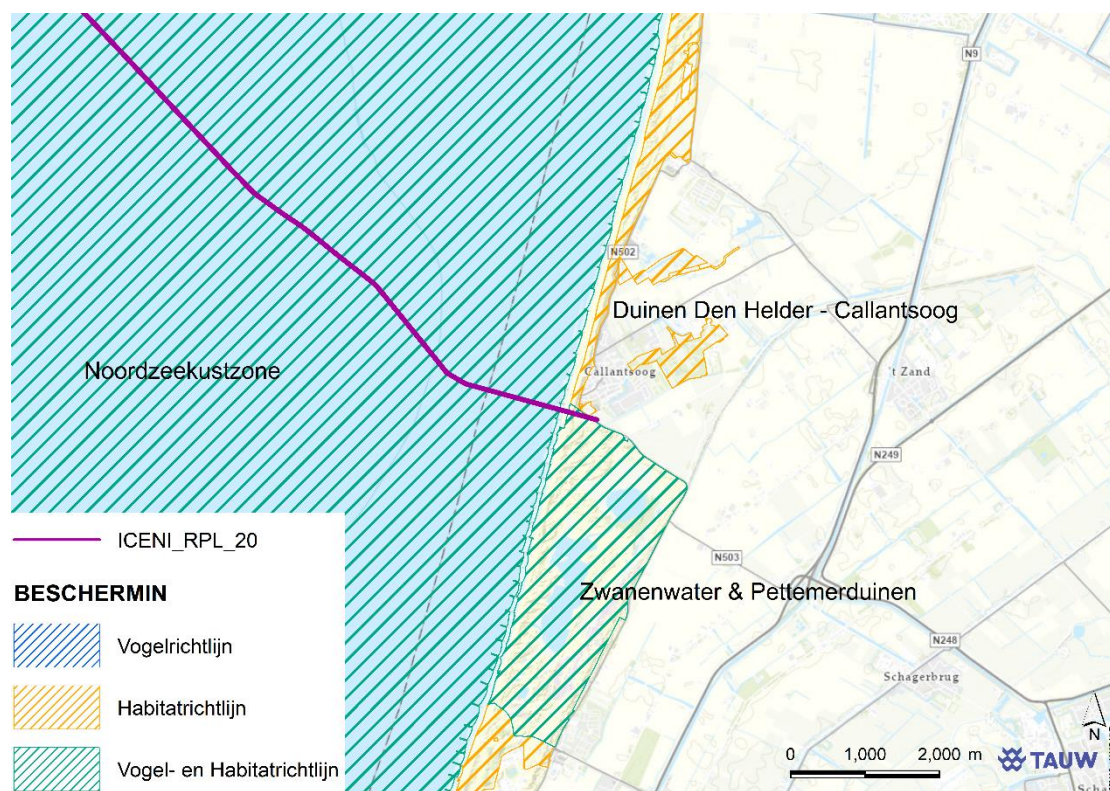 N9
N502
Duinen Den Helder - Callantsoog
Noordzeekustzone
Callantsoog
't Zand
N249
ICENI_RPL_20
N503
BESCHERMIN
Zwanenwater & Pettemerduinen
Vogelrichtlijn
N248
Habitatrichtlijn
Schagerbrug
N
Vogel- en Habitatrichtlijn
0 1,000 2,000 m
TAUW